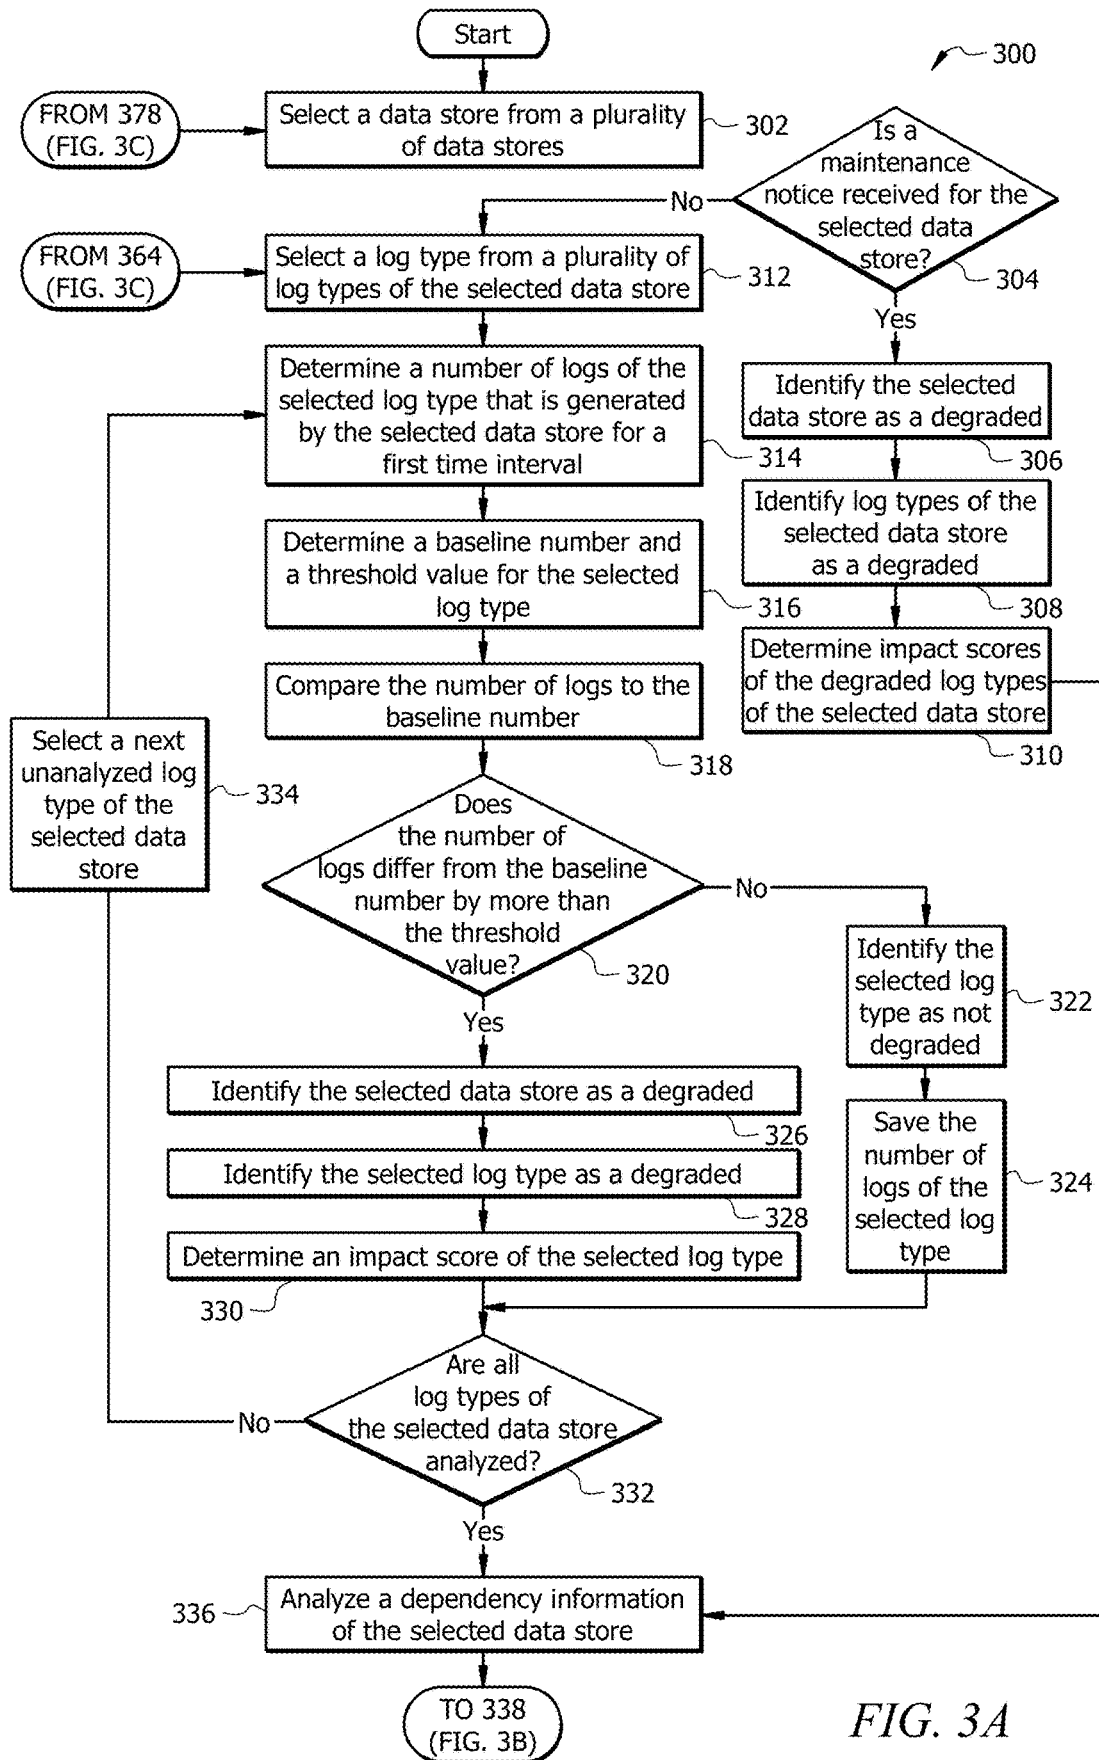 Start
300
FROM 378
(FIG. 3C)
Select a data store from a plurality
of data stores
302
Is a
maintenance
notice received for the
selected data
store?
304
No
Yes
FROM 364
(FIG. 3C)
Select a log type from a plurality of
log types of the selected data store
312
Identify the selected
data store as a degraded
306
Determine a number of logs of the
selected log type that is generated
by the selected data store for a
first time interval
314
Identify log types of the
selected data store
as a degraded
308
Determine a baseline number and
a threshold value for the selected
log type
316
Determine impact scores
of the degraded log types
of the selected data store
310
Compare the number of logs to the
baseline number
318
Select a next
unanalyzed log
type of the
selected data
store
334
Does
the number of
logs differ from the baseline
number by more than
the threshold
value?
320
No
Yes
Identify the
selected log
type as not
degraded
322
Identify the selected data store as a degraded
326
Save the
number of
logs of the
selected log
type
324
Identify the selected log type as a degraded
328
Determine an impact score of the selected log type
330
Are all
log types of
the selected data store
analyzed?
332
No
Yes
336
Analyze a dependency information
of the selected data store
TO 338
(FIG. 3B)
FIG. 3A